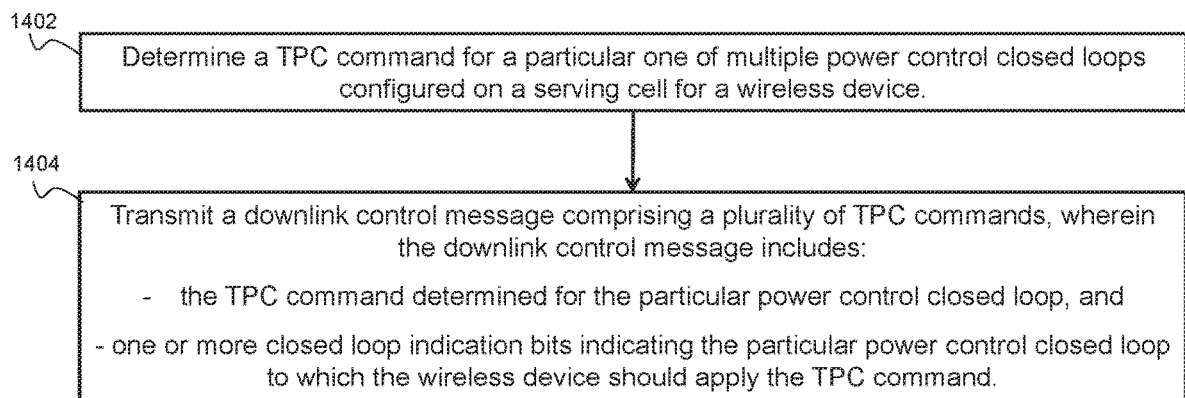 1402
Determine a TPC command for a particular one of multiple power control closed loops
configured on a serving cell for a wireless device.
1404
Transmit a downlink control message comprising a plurality of TPC commands, wherein
the downlink control message includes:
- the TPC command determined for the particular power control closed loop, and
- one or more closed loop indication bits indicating the particular power control closed loop
to which the wireless device should apply the TPC command.